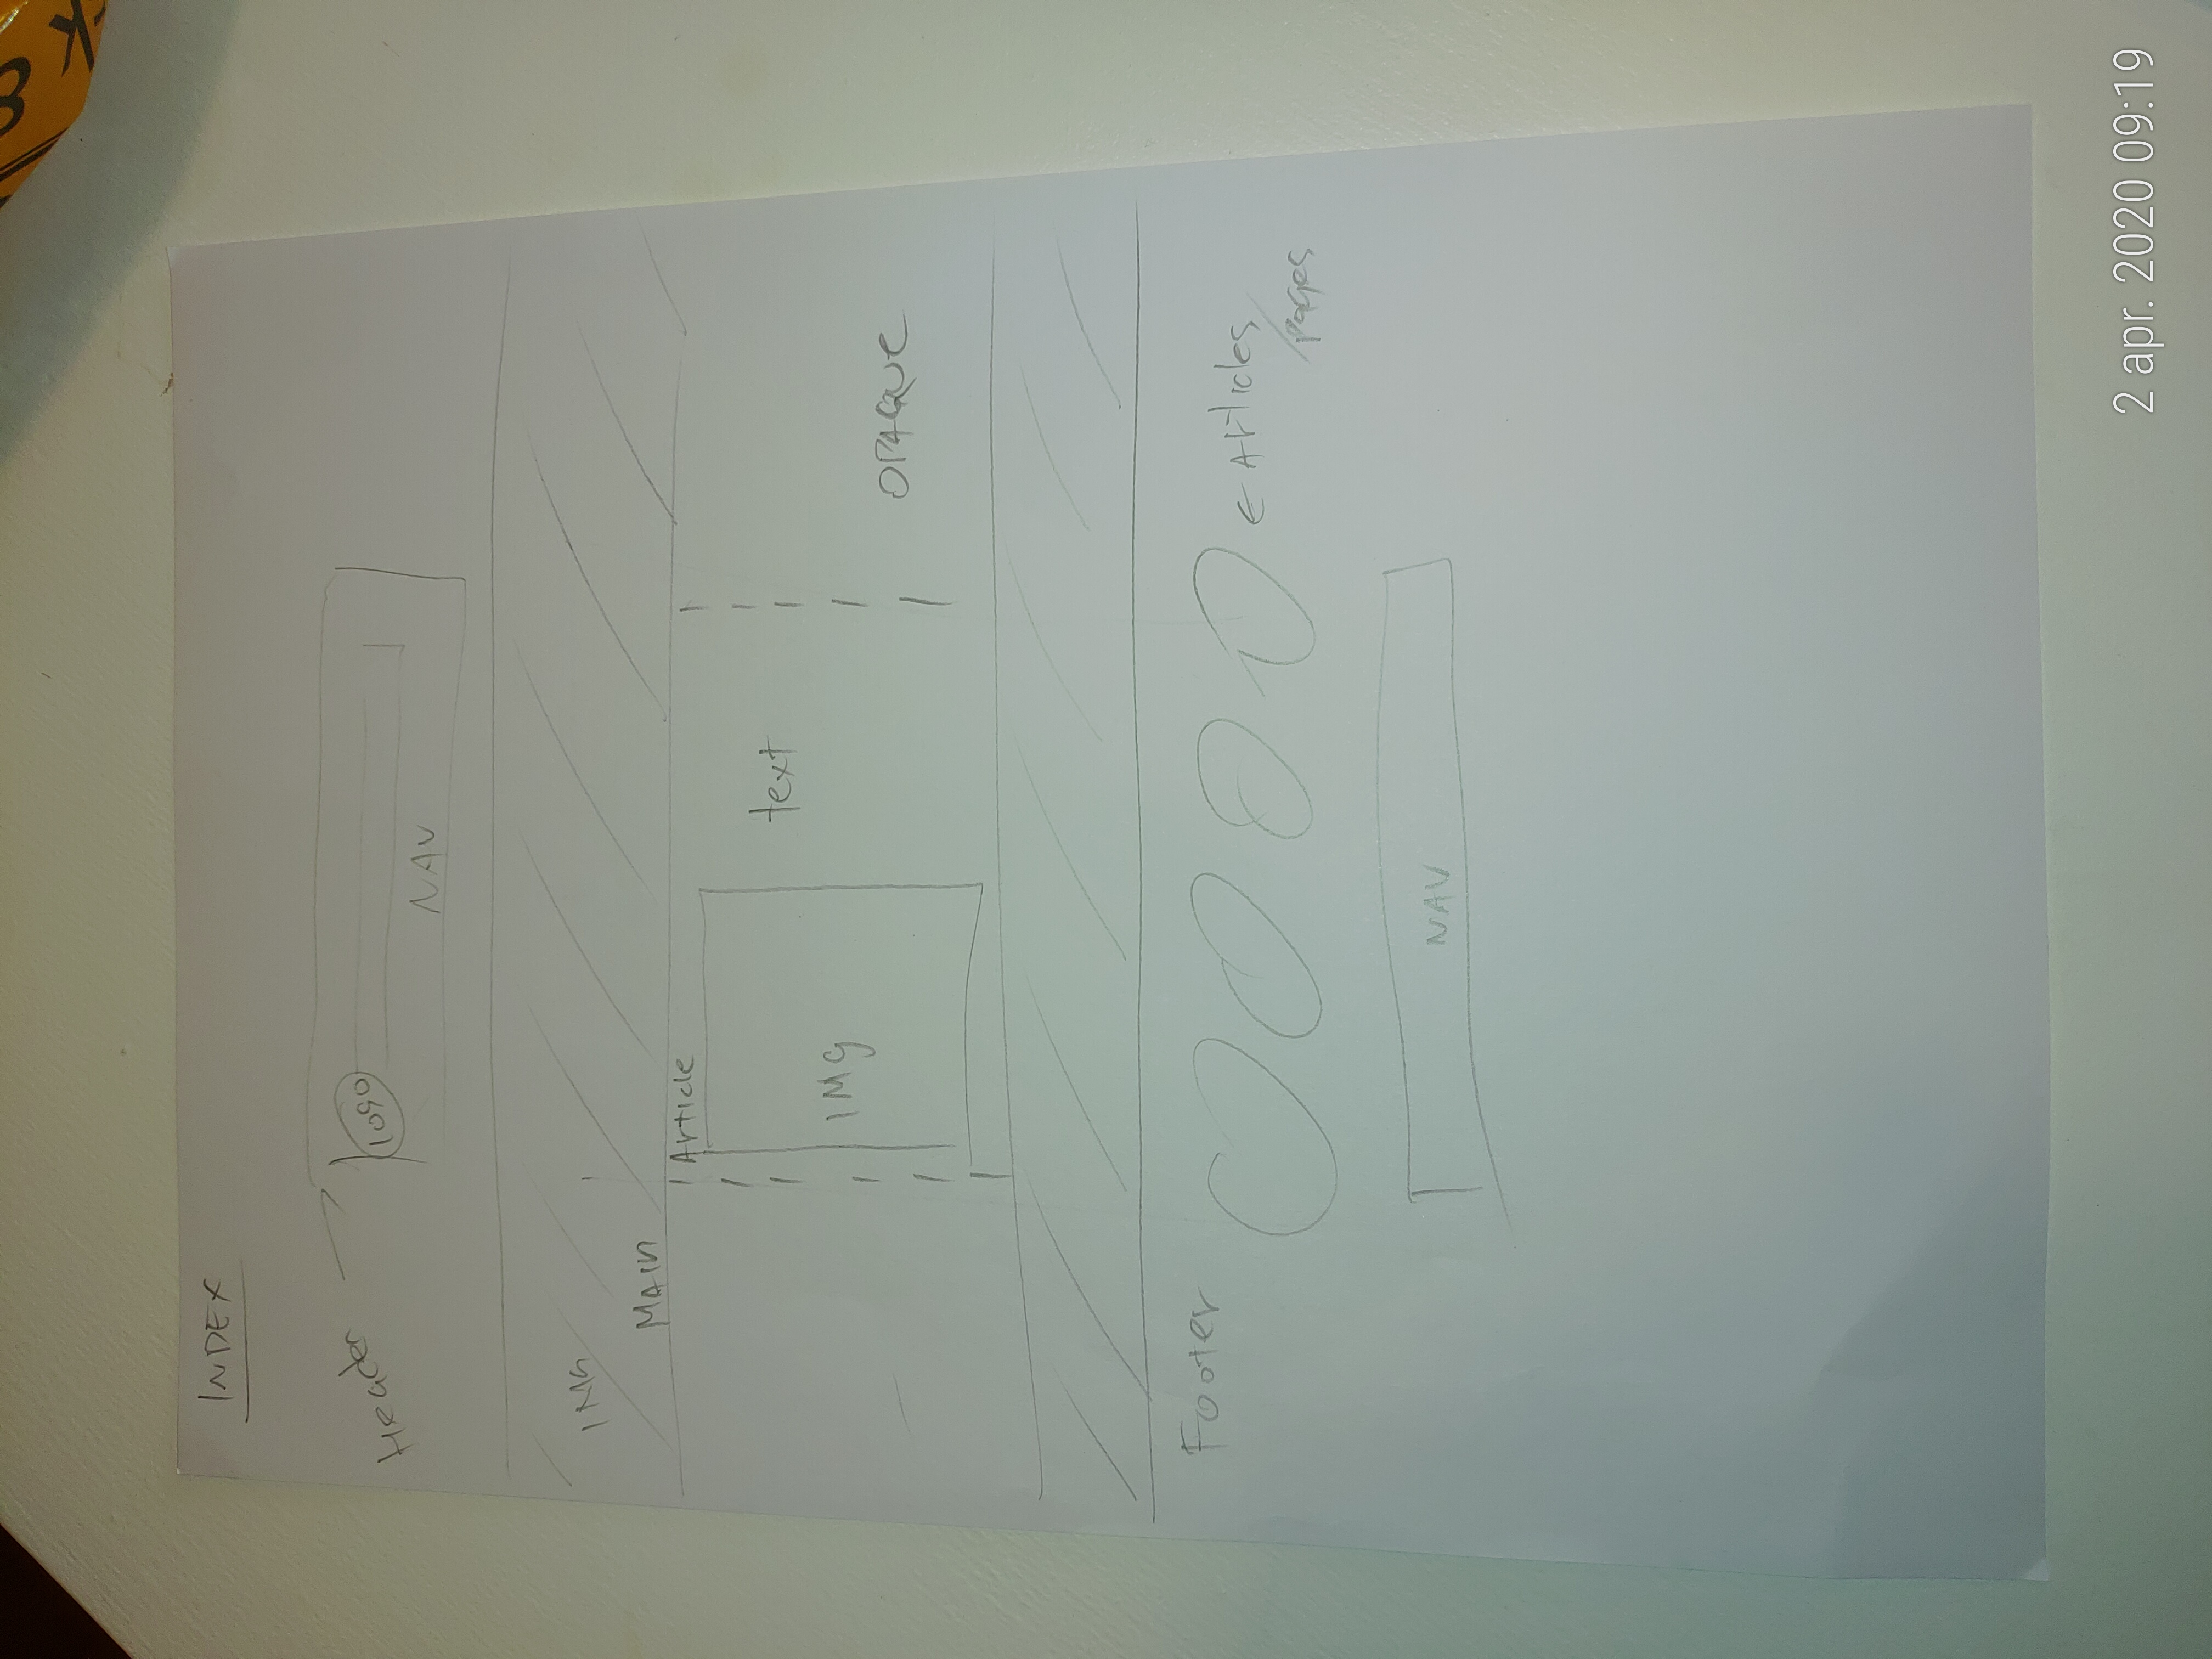 INDEX
Header
logo
NAV
IMG
MAIN
Article
text
IMg
OPAQUE
Footer
← Articles
/pages
NAV
2 apr. 2020 09:19